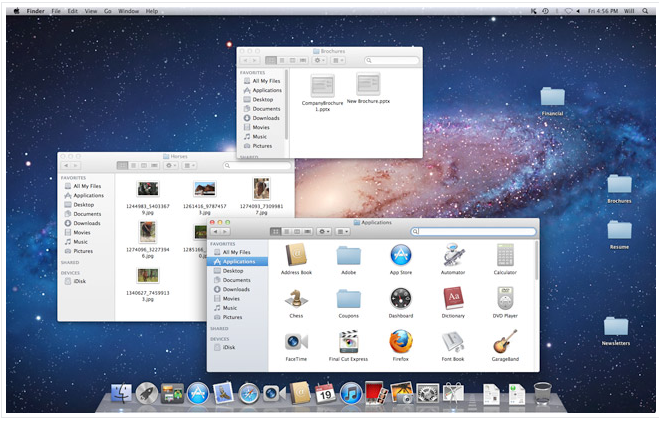 Finder File Edit View Go Window Help
Fri 4:56 PM Will
Brochures
FAVORITES
All My Files
Applications
Desktop
Documents
Downloads
Movies
Music
Pictures
SHARED
CompanyBrochure
1.pptx
New Brochure.pptx
Financial
Brochures
Resume
Newsletters
Horses
FAVORITES
All My Files
Applications
Desktop
Documents
Downloads
Movies
Music
Pictures
SHARED
DEVICES
iDisk
1244983_5403367
9.jpg
1261416_9787457
3.jpg
1274093_7309981
7.jpg
1274096_3227394
6.jpg
1285166_
1340627_7459913
3.jpg
Applications
FAVORITES
All My Files
Applications
Desktop
Documents
Downloads
Movies
Music
Pictures
SHARED
DEVICES
iDisk
Address Book Adobe App Store Automator Calculator
Chess Coupons Dashboard Dictionary DVD Player
FaceTime Final Cut Express Firefox Font Book GarageBand
19